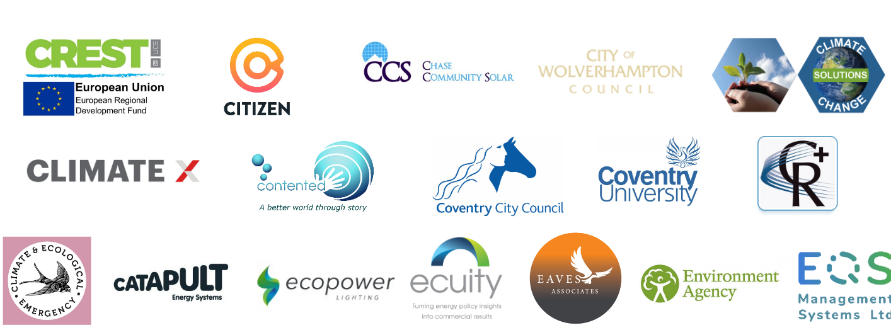 CREST
European Union
European Regional
Development Fund
CITIZEN
CCS CHASE
COMMUNITY SOLAR
CITY OF
WOLVERHAMPTON
COUNCIL
CLIMATE
SOLUTIONS
CHANGE
CLIMATE X
contented
A better world through story
Coventry City Council
Coventry
University
CR+
CLIMATE & ECOLOGICAL
EMERGENCY
CATAPULT
Energy Systems
ecopower
LIGHTING
ecuity
Turning energy policy insights
into commercial results
EAVES
ASSOCIATES
Environment
Agency
EQS
Management
Systems Ltd